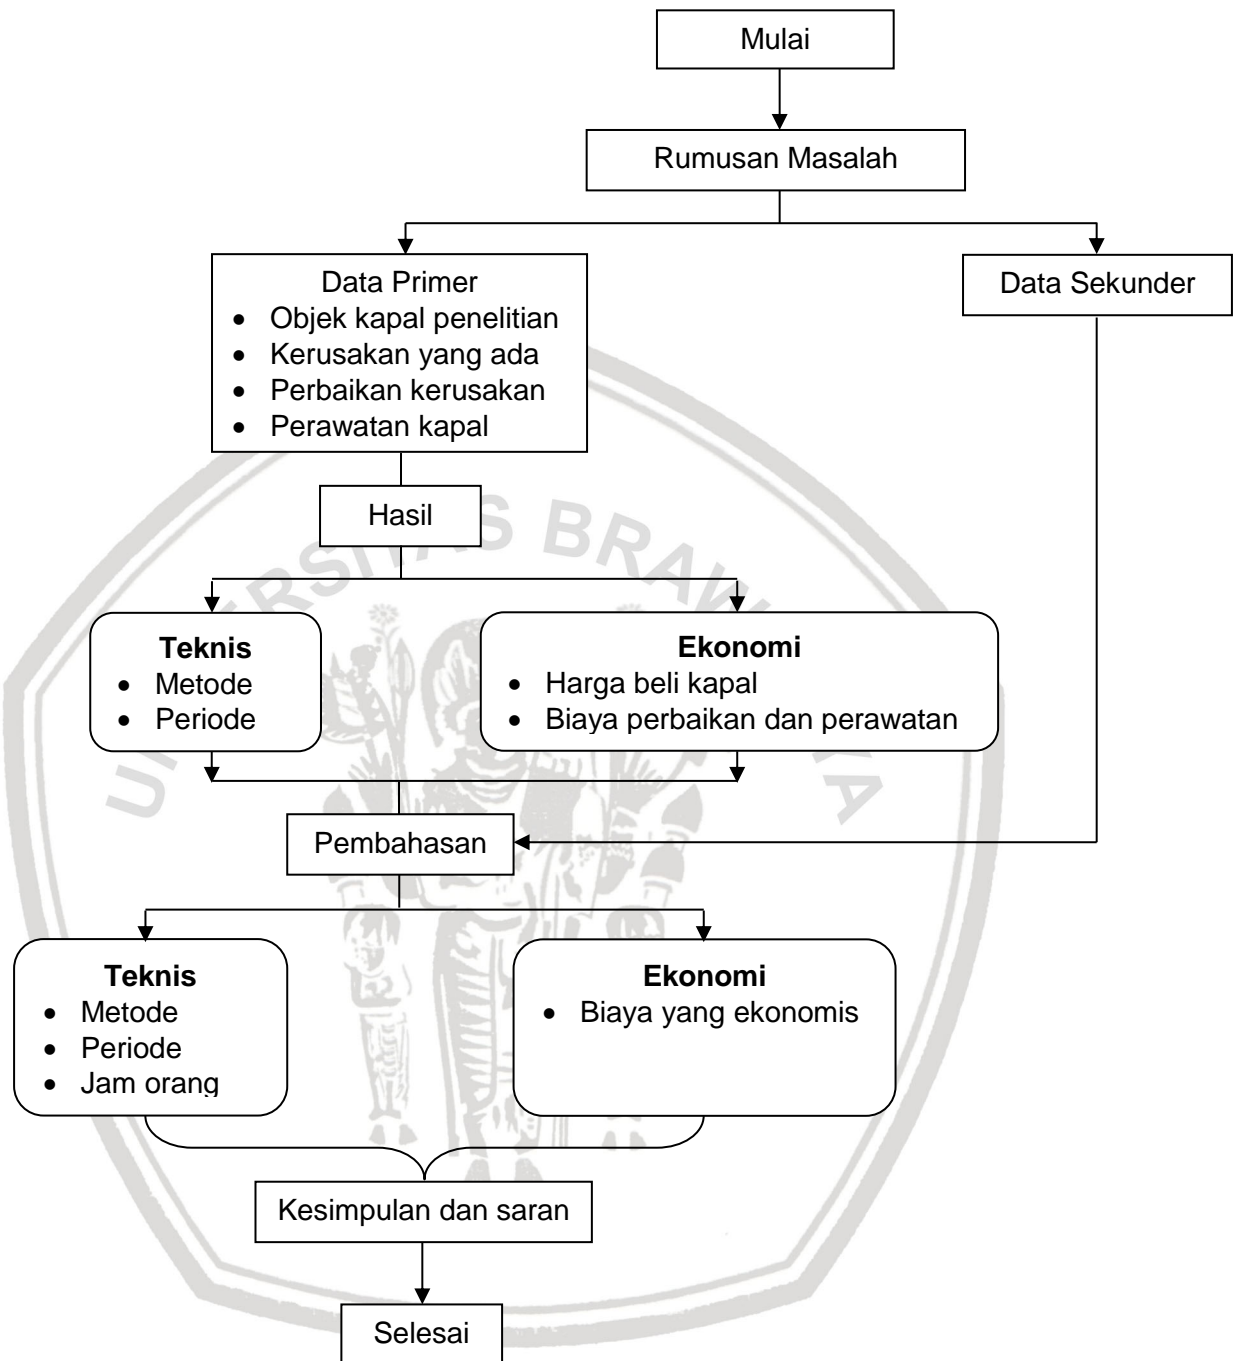 Mulai
Rumusan Masalah
Data Primer
• Objek kapal penelitian
• Kerusakan yang ada
• Perbaikan kerusakan
• Perawatan kapal
Data Sekunder
Hasil
UNIVERSITAS BRAWIJAYA
Teknis
• Metode
• Periode
Ekonomi
• Harga beli kapal
• Biaya perbaikan dan perawatan
Pembahasan
Teknis
• Metode
• Periode
• Jam orang
Ekonomi
• Biaya yang ekonomis
Kesimpulan dan saran
Selesai